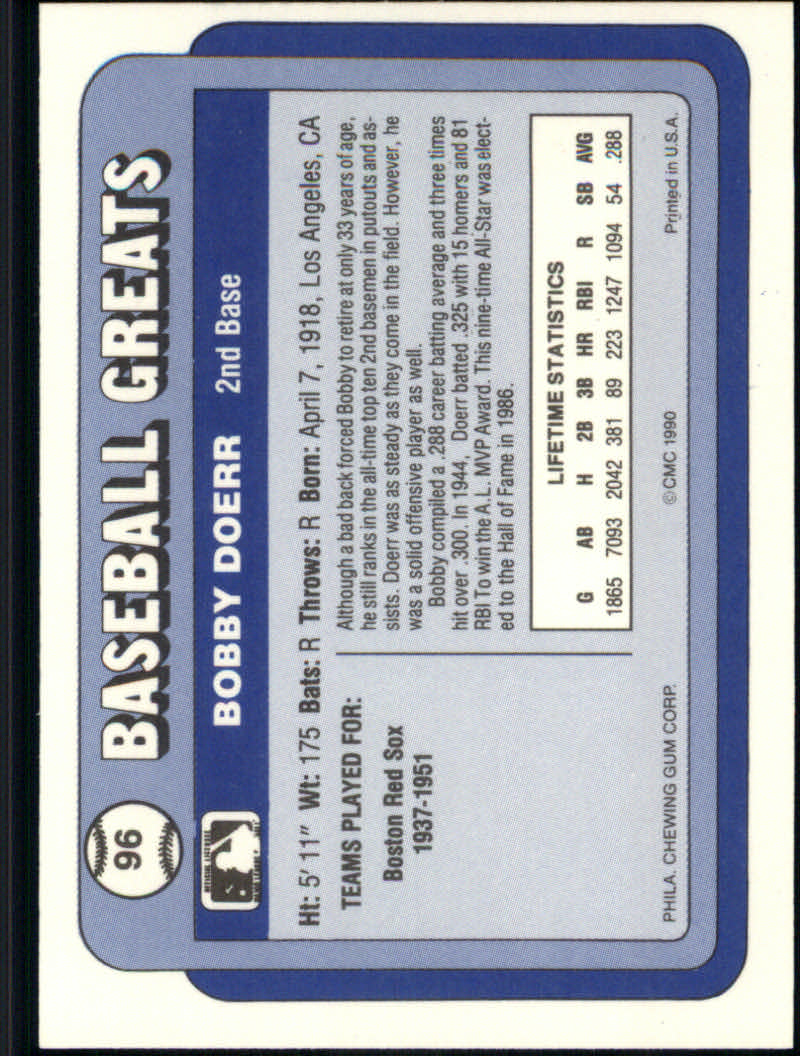 96
BASEBALL GREATS
BOBBY DOERR 2nd Base
Ht: 5' 11" Wt: 175 Bats: R Throws: R Born: April 7, 1918, Los Angeles, CA
TEAMS PLAYED FOR:
Boston Red Sox
1937-1951
Although a bad back forced Bobby to retire at only 33 years of age,
he still ranks in the all-time top ten 2nd basemen in putouts and as-
sists. Doerr was as steady as they come in the field. However, he
was a solid offensive player as well.
Bobby compiled a .288 career batting average and three times
hit over .300. In 1944, Doerr batted .325 with 15 homers and 81
RBI To win the A.L. MVP Award. This nine-time All-Star was elect-
ed to the Hall of Fame in 1986.
LIFETIME STATISTICS
G AB H 2B 3B HR RBI R SB AVG
1865 7093 2042 381 89 223 1247 1094 54 .288
PHILA. CHEWING GUM CORP. ©CMC 1990 Printed in U.S.A.